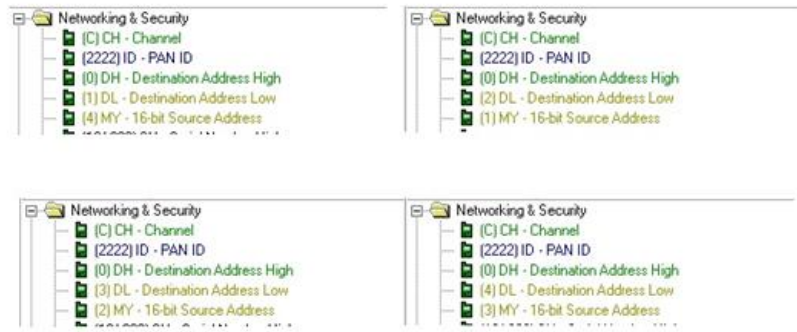 Networking & Security
(C) CH - Channel
(2222) ID - PAN ID
(0) DH - Destination Address High
(1) DL - Destination Address Low
(4) MY - 16-bit Source Address
Networking & Security
(C) CH - Channel
(2222) ID - PAN ID
(0) DH - Destination Address High
(2) DL - Destination Address Low
(1) MY - 16-bit Source Address
Networking & Security
(C) CH - Channel
(2222) ID - PAN ID
(0) DH - Destination Address High
(3) DL - Destination Address Low
(2) MY - 16-bit Source Address
Networking & Security
(C) CH - Channel
(2222) ID - PAN ID
(0) DH - Destination Address High
(4) DL - Destination Address Low
(3) MY - 16-bit Source Address